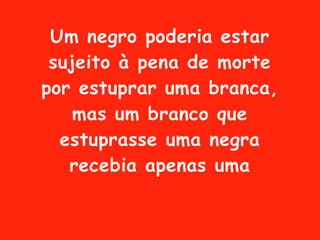 Um negro poderia estar
sujeito à pena de morte
por estuprar uma branca,
mas um branco que
estuprasse uma negra
recebia apenas uma